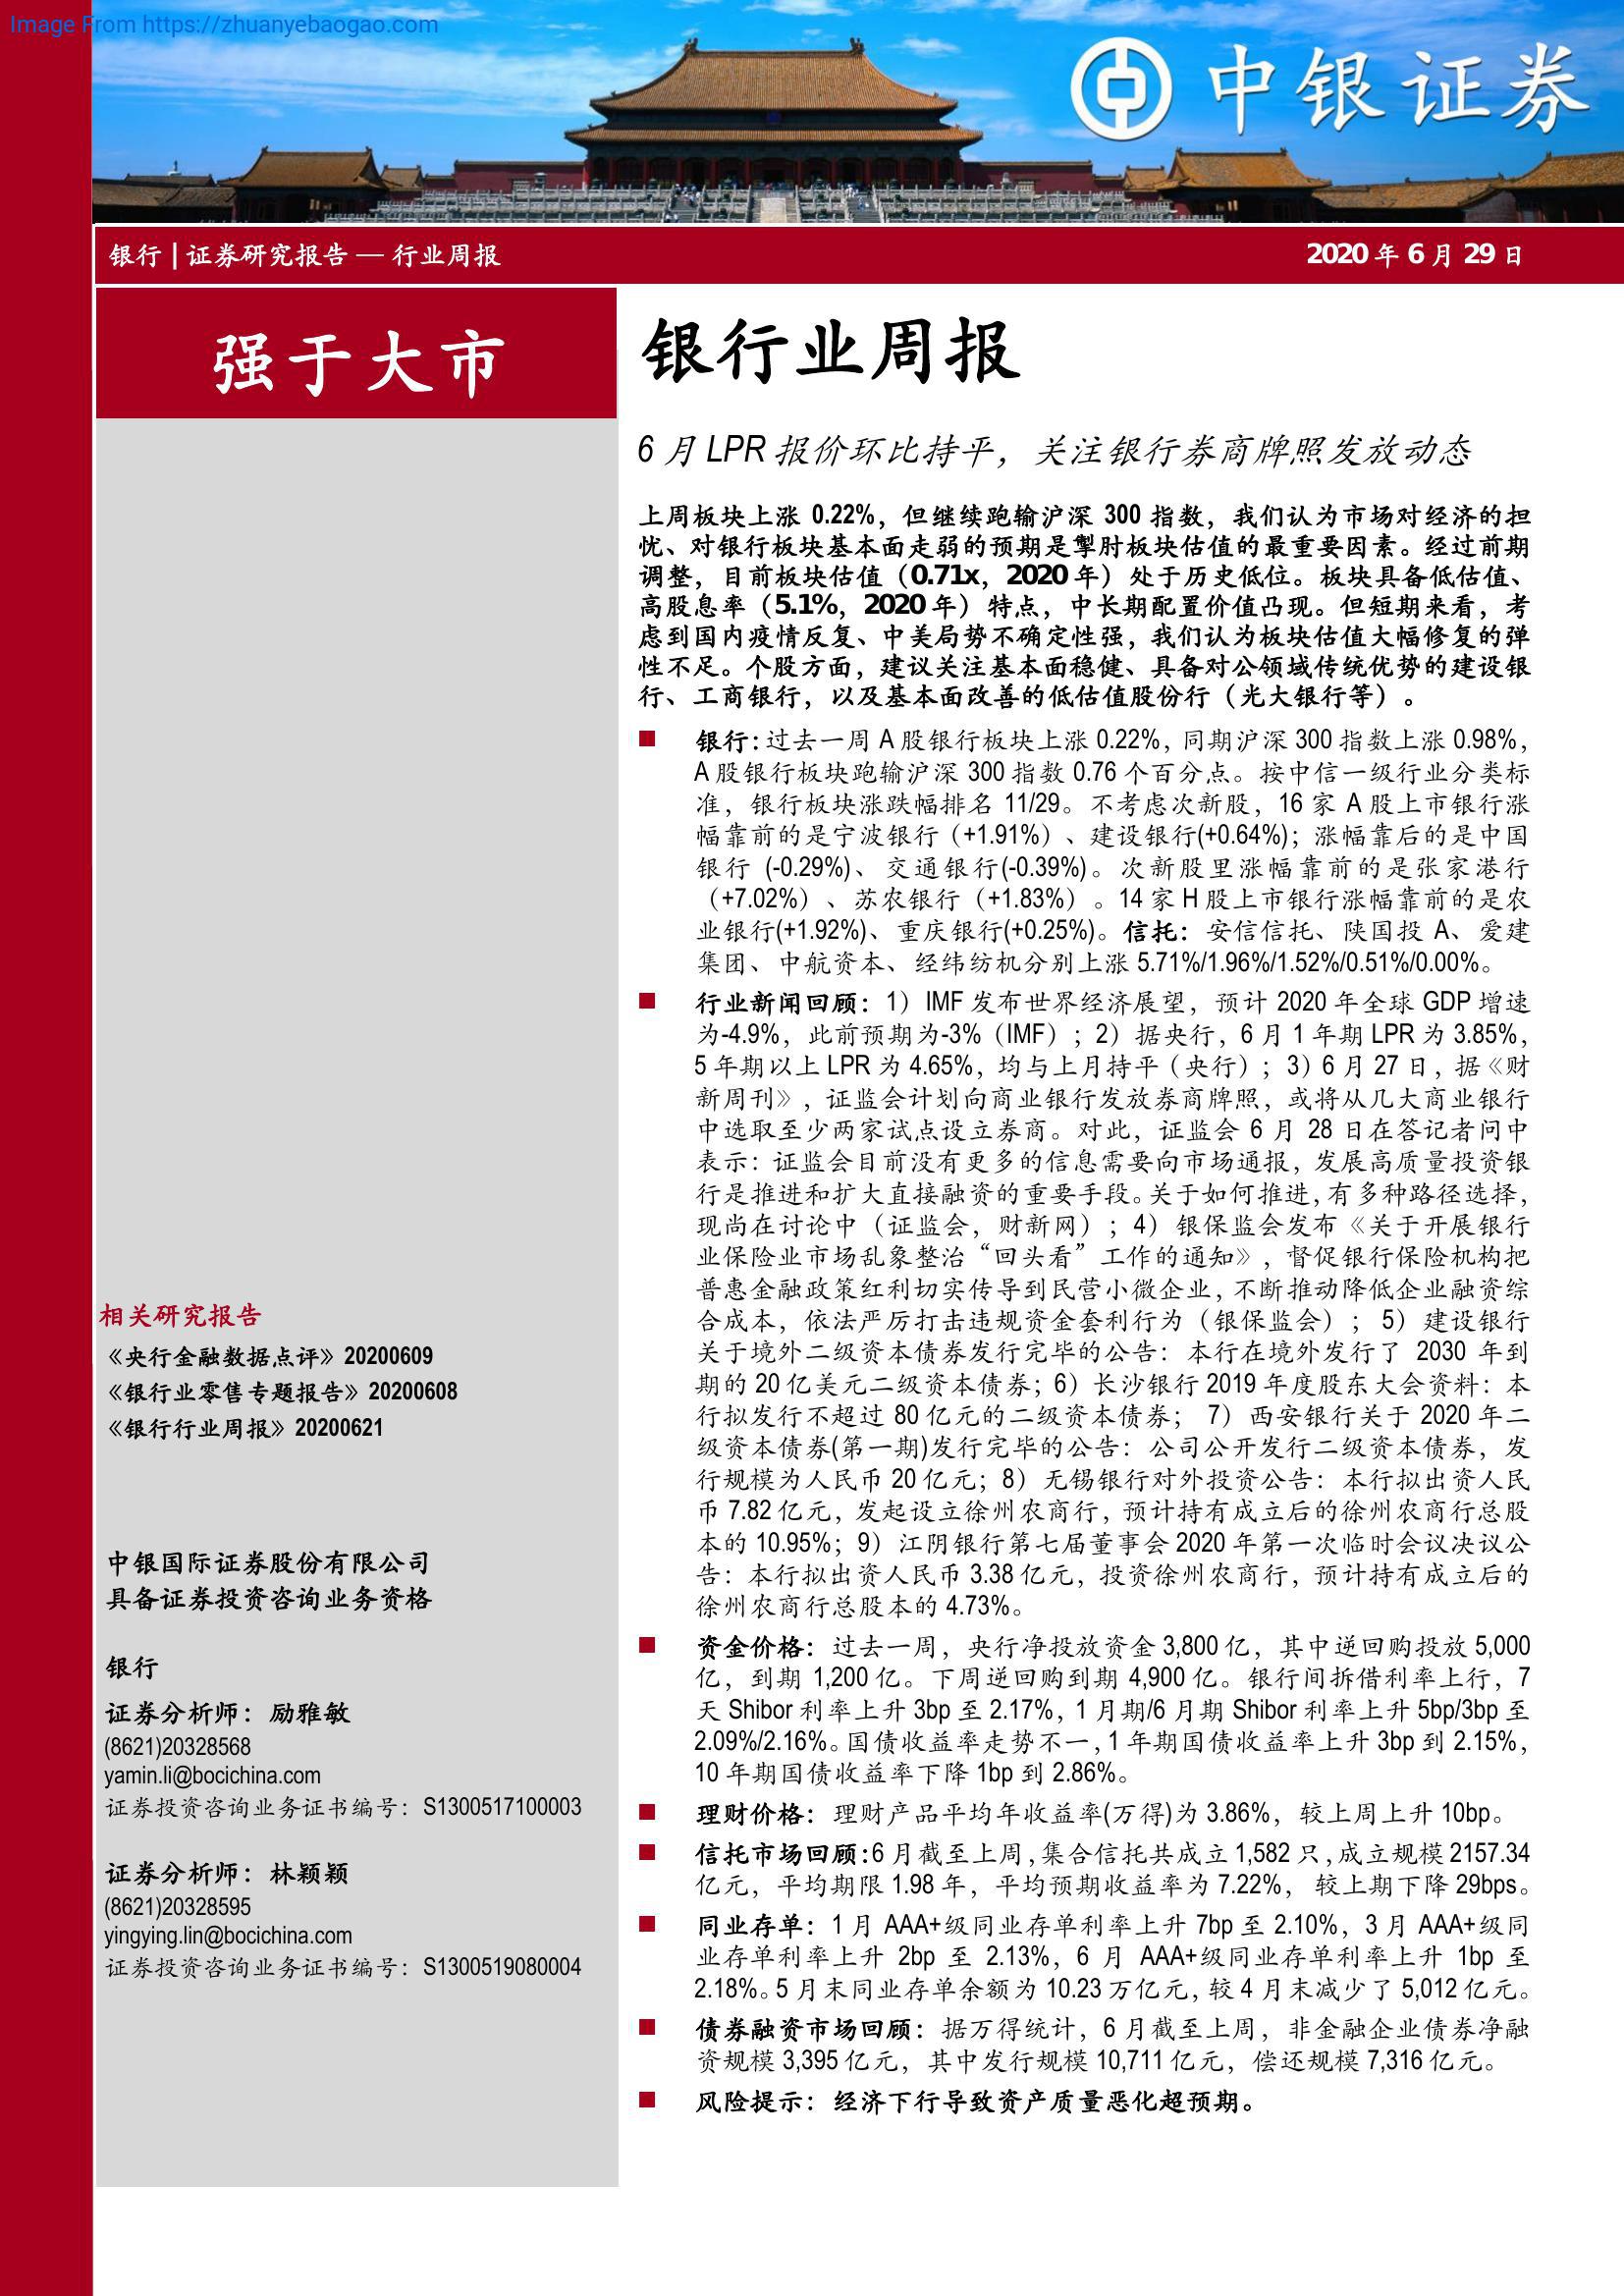 Image From https://zhuanyebaogao.com
中银证券
银行 | 证券研究报告 — 行业周报
2020 年 6 月 29 日
强于大市
银行业周报
6 月 LPR 报价环比持平，关注银行券商牌照发放动态
上周板块上涨 0.22%，但继续跑输沪深 300 指数，我们认为市场对经济的担
忧、对银行板块基本面走弱的预期是掣肘板块估值的最重要因素。经过前期
调整，目前板块估值（0.71x，2020 年）处于历史低位。板块具备低估值、
高股息率（5.1%，2020 年）特点，中长期配置价值凸现。但短期来看，考
虑到国内疫情反复、中美局势不确定性强，我们认为板块估值大幅修复的弹
性不足。个股方面，建议关注基本面稳健、具备对公领域传统优势的建设银
行、工商银行，以及基本面改善的低估值股份行（光大银行等）。
银行：过去一周 A 股银行板块上涨 0.22%，同期沪深 300 指数上涨 0.98%，
A 股银行板块跑输沪深 300 指数 0.76 个百分点。按中信一级行业分类标
准，银行板块涨跌幅排名 11/29。不考虑次新股，16 家 A 股上市银行涨
幅靠前的是宁波银行（+1.91%）、建设银行(+0.64%)；涨幅靠后的是中国
银行 (-0.29%)、交通银行(-0.39%)。次新股里涨幅靠前的是张家港行
（+7.02%）、苏农银行（+1.83%）。14 家 H 股上市银行涨幅靠前的是农
业银行(+1.92%)、重庆银行(+0.25%)。信托：安信信托、陕国投 A、爱建
集团、中航资本、经纬纺机分别上涨 5.71%/1.96%/1.52%/0.51%/0.00%。
行业新闻回顾：1）IMF 发布世界经济展望，预计 2020 年全球 GDP 增速
为-4.9%，此前预期为-3%（IMF）；2）据央行，6 月 1 年期 LPR 为 3.85%，
5 年期以上 LPR 为 4.65%，均与上月持平（央行）；3）6 月 27 日，据《财
新周刊》，证监会计划向商业银行发放券商牌照，或将从几大商业银行
中选取至少两家试点设立券商。对此，证监会 6 月 28 日在答记者问中
表示：证监会目前没有更多的信息需要向市场通报，发展高质量投资银
行是推进和扩大直接融资的重要手段。关于如何推进，有多种路径选择，
现尚在讨论中（证监会，财新网）；4）银保监会发布《关于开展银行
业保险业市场乱象整治“回头看”工作的通知》，督促银行保险机构把
普惠金融政策红利切实传导到民营小微企业，不断推动降低企业融资综
合成本，依法严厉打击违规资金套利行为（银保监会）；5）建设银行
关于境外二级资本债券发行完毕的公告：本行在境外发行了 2030 年到
期的 20 亿美元二级资本债券；6）长沙银行 2019 年度股东大会资料：本
行拟发行不超过 80 亿元的二级资本债券；7）西安银行关于 2020 年二
级资本债券(第一期)发行完毕的公告：公司公开发行二级资本债券，发
行规模为人民币 20 亿元；8）无锡银行对外投资公告：本行拟出资人民
币 7.82 亿元，发起设立徐州农商行，预计持有成立后的徐州农商行总股
本的 10.95%；9）江阴银行第七届董事会 2020 年第一次临时会议决议公
告：本行拟出资人民币 3.38 亿元，投资徐州农商行，预计持有成立后的
徐州农商行总股本的 4.73%。
资金价格：过去一周，央行净投放资金 3,800 亿，其中逆回购投放 5,000
亿，到期 1,200 亿。下周逆回购到期 4,900 亿。银行间拆借利率上行，7
天 Shibor 利率上升 3bp 至 2.17%，1 月期/6 月期 Shibor 利率上升 5bp/3bp 至
2.09%/2.16%。国债收益率走势不一，1 年期国债收益率上升 3bp 到 2.15%，
10 年期国债收益率下降 1bp 到 2.86%。
理财价格：理财产品平均年收益率(万得)为 3.86%，较上周上升 10bp。
信托市场回顾：6 月截至上周，集合信托共成立 1,582 只，成立规模 2157.34
亿元，平均期限 1.98 年，平均预期收益率为 7.22%，较上期下降 29bps。
同业存单：1 月 AAA+级同业存单利率上升 7bp 至 2.10%，3 月 AAA+级同
业存单利率上升 2bp 至 2.13%，6 月 AAA+级同业存单利率上升 1bp 至
2.18%。5 月末同业存单余额为 10.23 万亿元，较 4 月末减少了 5,012 亿元。
债券融资市场回顾：据万得统计，6 月截至上周，非金融企业债券净融
资规模 3,395 亿元，其中发行规模 10,711 亿元，偿还规模 7,316 亿元。
风险提示：经济下行导致资产质量恶化超预期。
相关研究报告
《央行金融数据点评》20200609
《银行业零售专题报告》20200608
《银行行业周报》20200621
中银国际证券股份有限公司
具备证券投资咨询业务资格
银行
证券分析师：励雅敏
(8621)20328568
yamin.li@bocichina.com
证券投资咨询业务证书编号：S1300517100003
证券分析师：林颖颖
(8621)20328595
yingying.lin@bocichina.com
证券投资咨询业务证书编号：S1300519080004